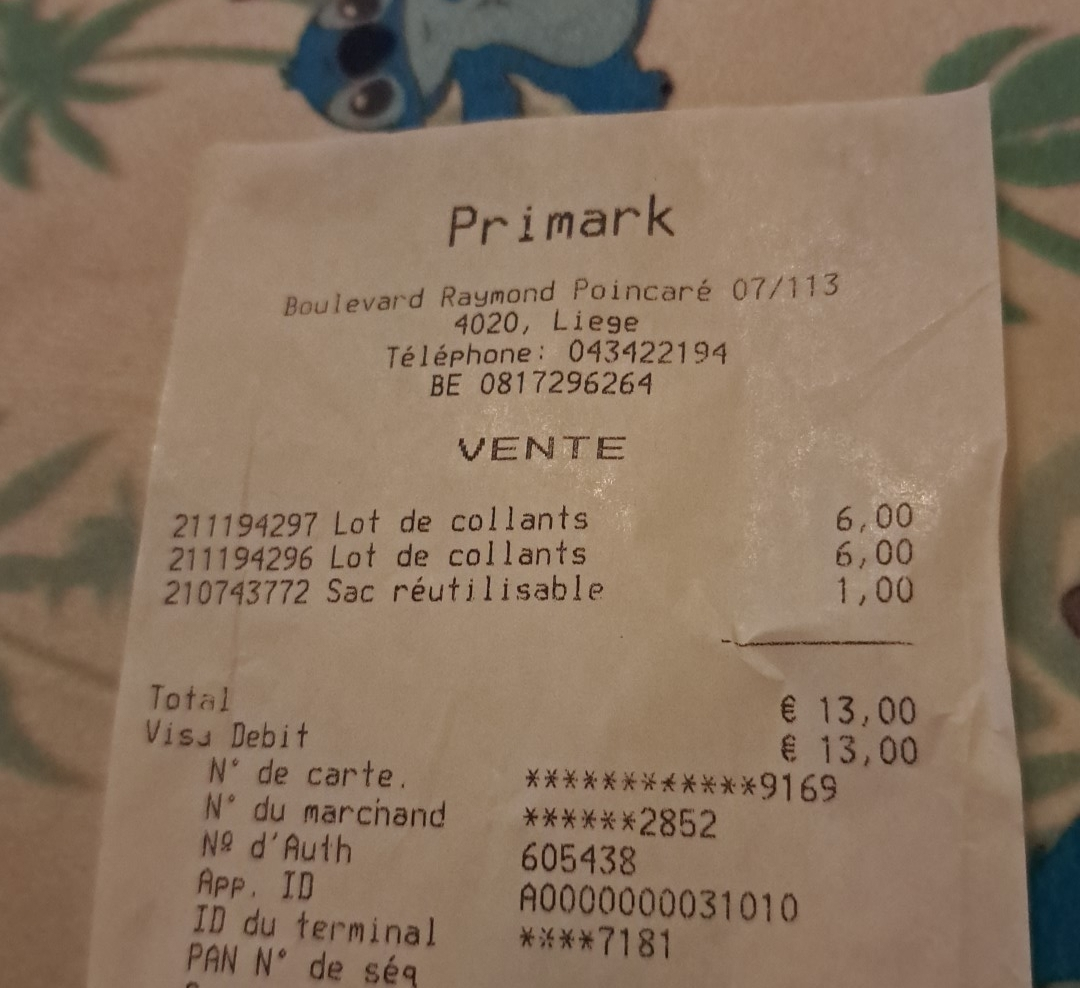 Primark
Boulevard Raymond Poincaré 07/113
4020, Liege
Téléphone: 043422194
BE 0817296264
VENTE
211194297 Lot de collants 6,00
211194296 Lot de collants 6,00
210743772 Sac réutilisable 1,00
Total € 13,00
Visa Debit € 13,00
N° de carte. ************9169
N° du marchand ******2852
Nº d'Auth 605438
App. ID A0000000031010
ID du terminal ****7181
PAN N° de séq